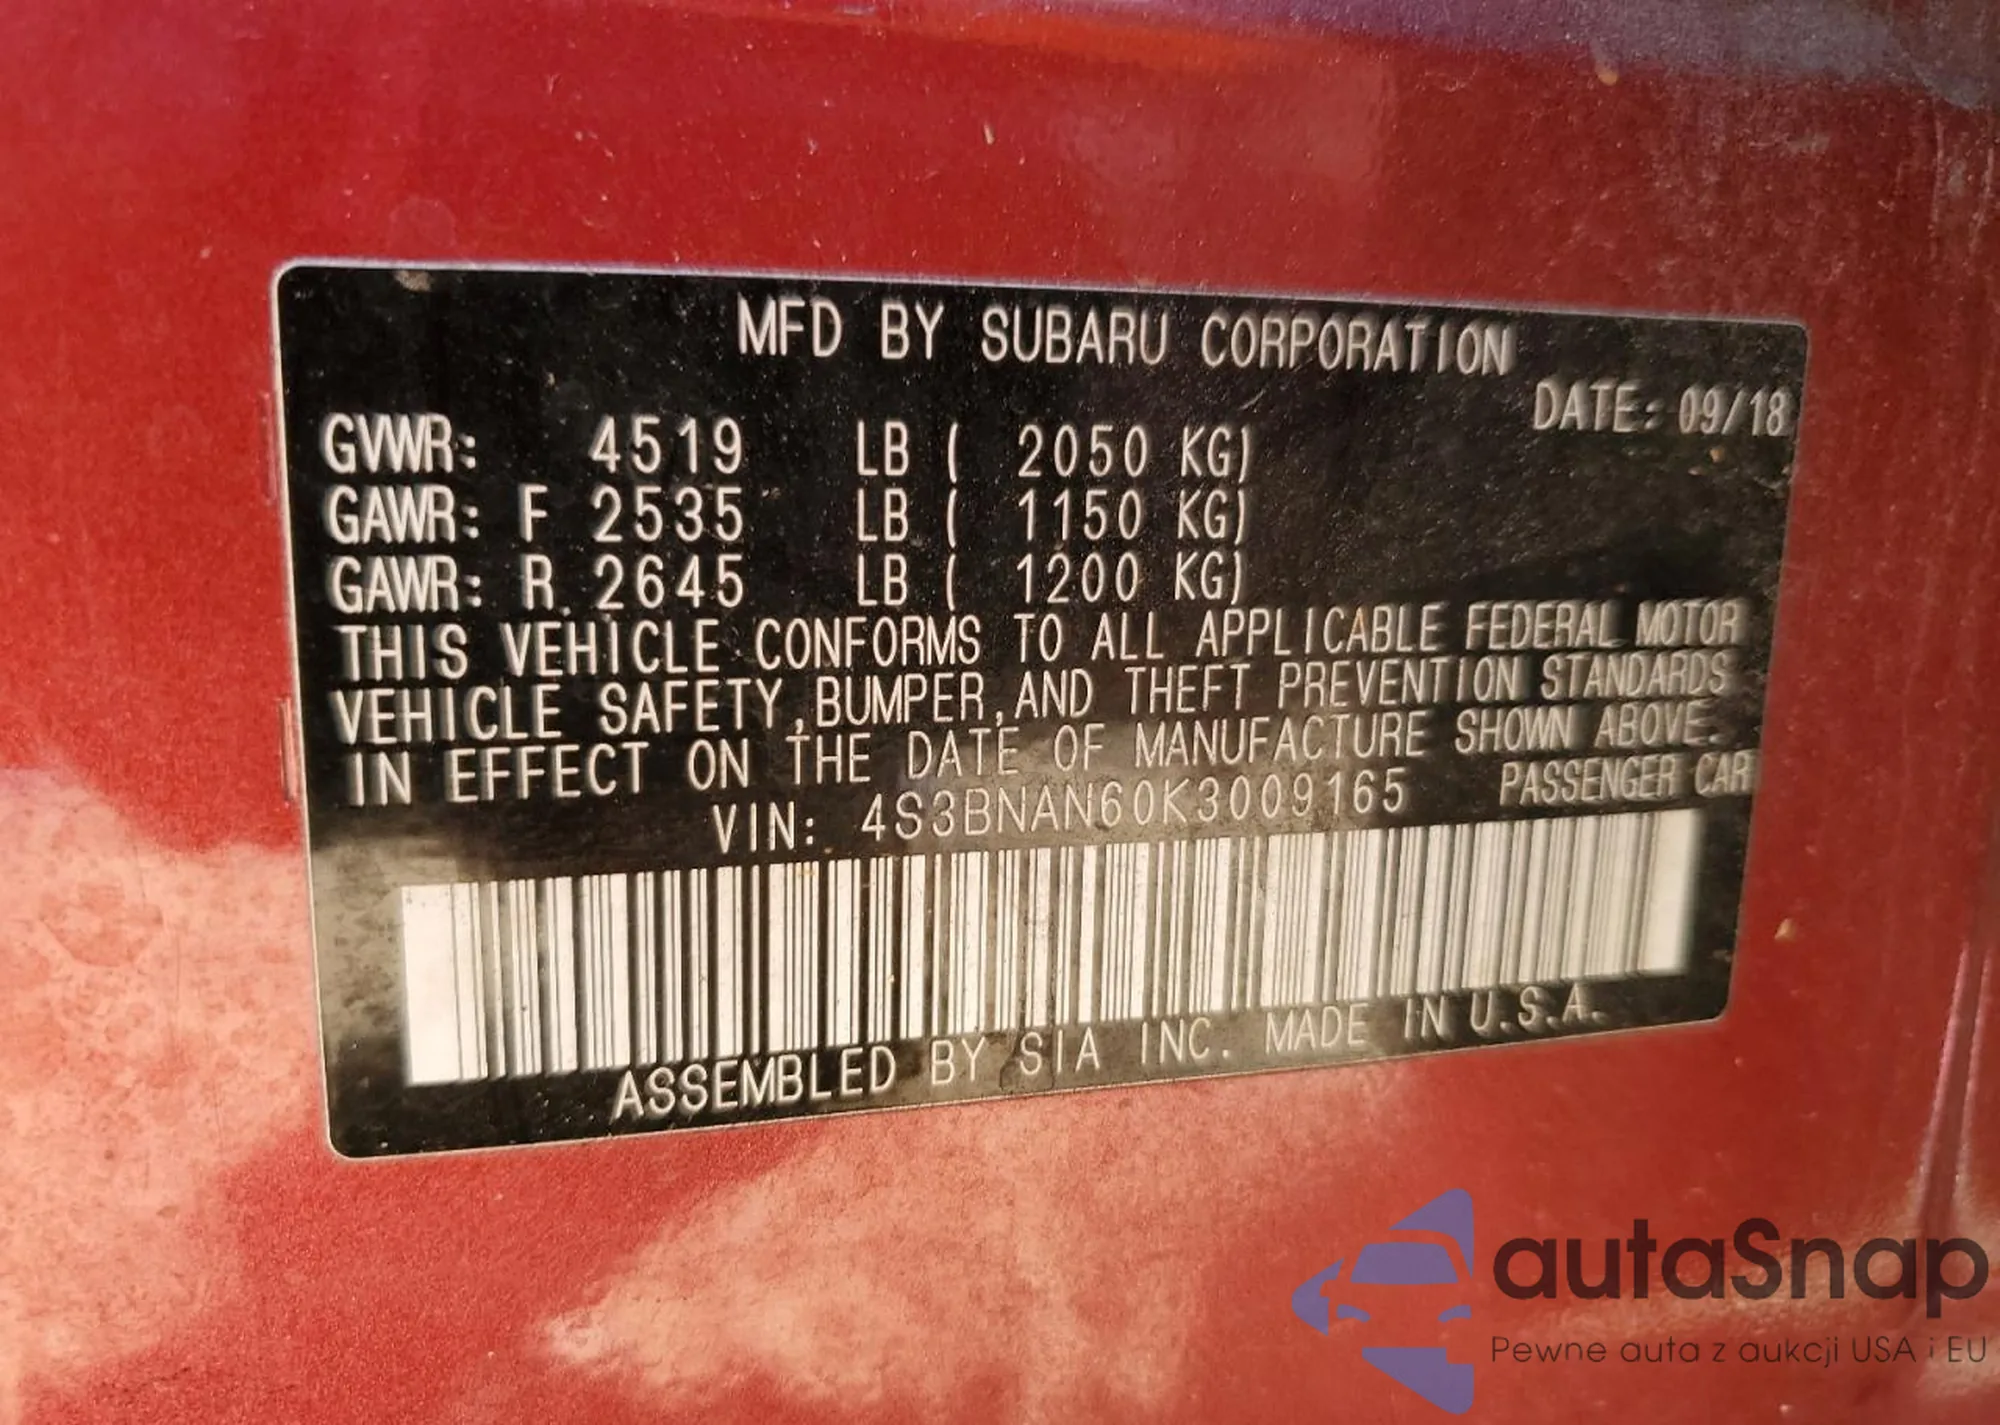 MFD BY SUBARU CORPORATION
DATE: 09/18
GVWR: 4519 LB ( 2050 KG)
GAWR: F 2535 LB ( 1150 KG)
GAWR: R 2645 LB ( 1200 KG)
THIS VEHICLE CONFORMS TO ALL APPLICABLE FEDERAL MOTOR
VEHICLE SAFETY,BUMPER,AND THEFT PREVENTION STANDARDS
IN EFFECT ON THE DATE OF MANUFACTURE SHOWN ABOVE.
VIN: 4S3BNAN60K3009165 PASSENGER CAR
ASSEMBLED BY SIA INC. MADE IN U.S.A.
autaSnap
Pewne auta z aukcji USA i EU